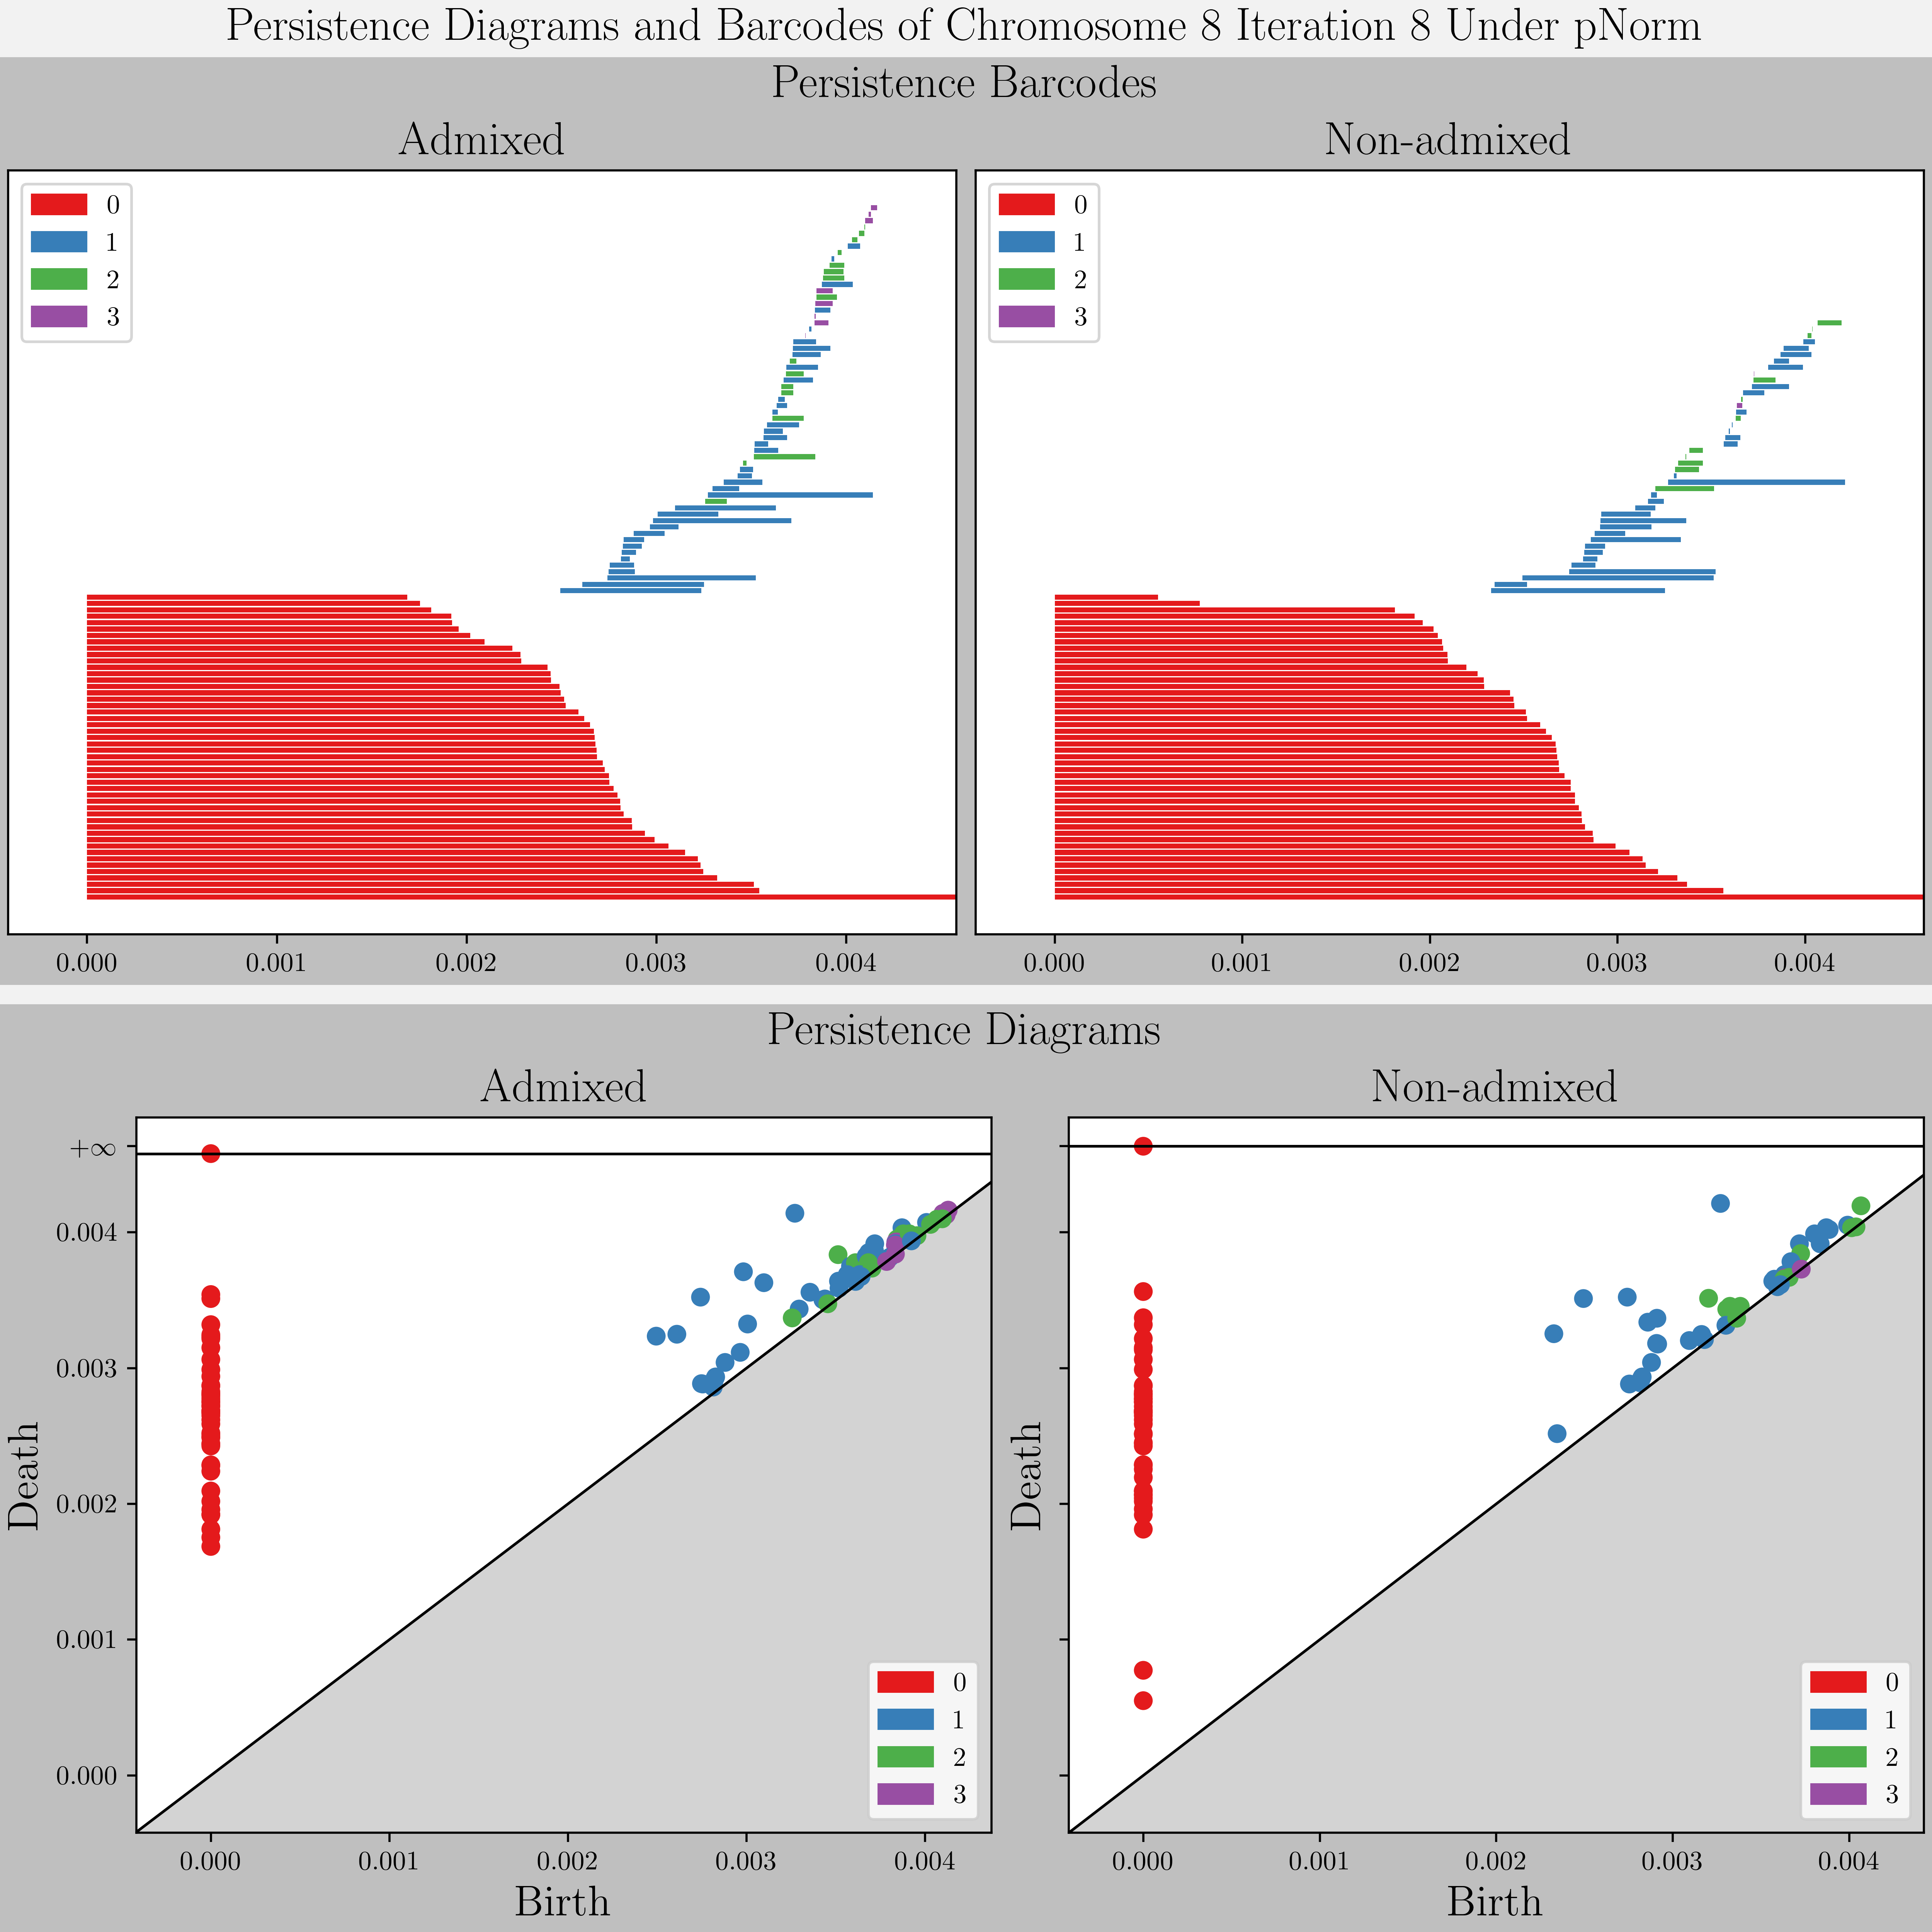 Persistence Diagrams and Barcodes of Chromosome 8 Iteration 8 Under pNorm
Persistence Barcodes
Admixed
0
1
2
3
0.000 0.001 0.002 0.003 0.004
Non-admixed
0
1
2
3
0.000 0.001 0.002 0.003 0.004
Persistence Diagrams
Admixed
+∞
0.004
0.003
0.002
0.001
0.000
Death
0
1
2
3
0.000 0.001 0.002 0.003 0.004
Birth
Non-admixed
Death
0
1
2
3
0.000 0.001 0.002 0.003 0.004
Birth